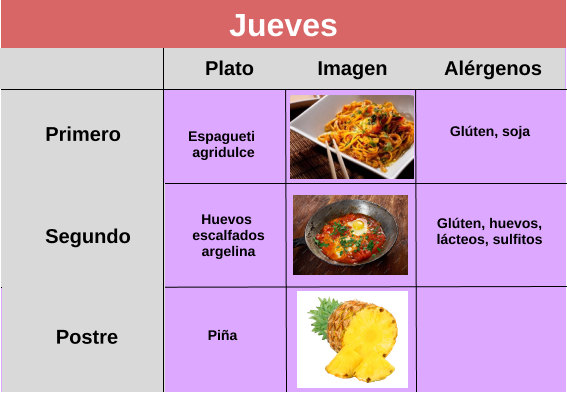 Jueves
Plato Imagen Alérgenos
Primero
Espagueti
agridulce
Glúten, soja
Segundo
Huevos
escalfados
argelina
Glúten, huevos,
lácteos, sulfitos
Postre
Piña